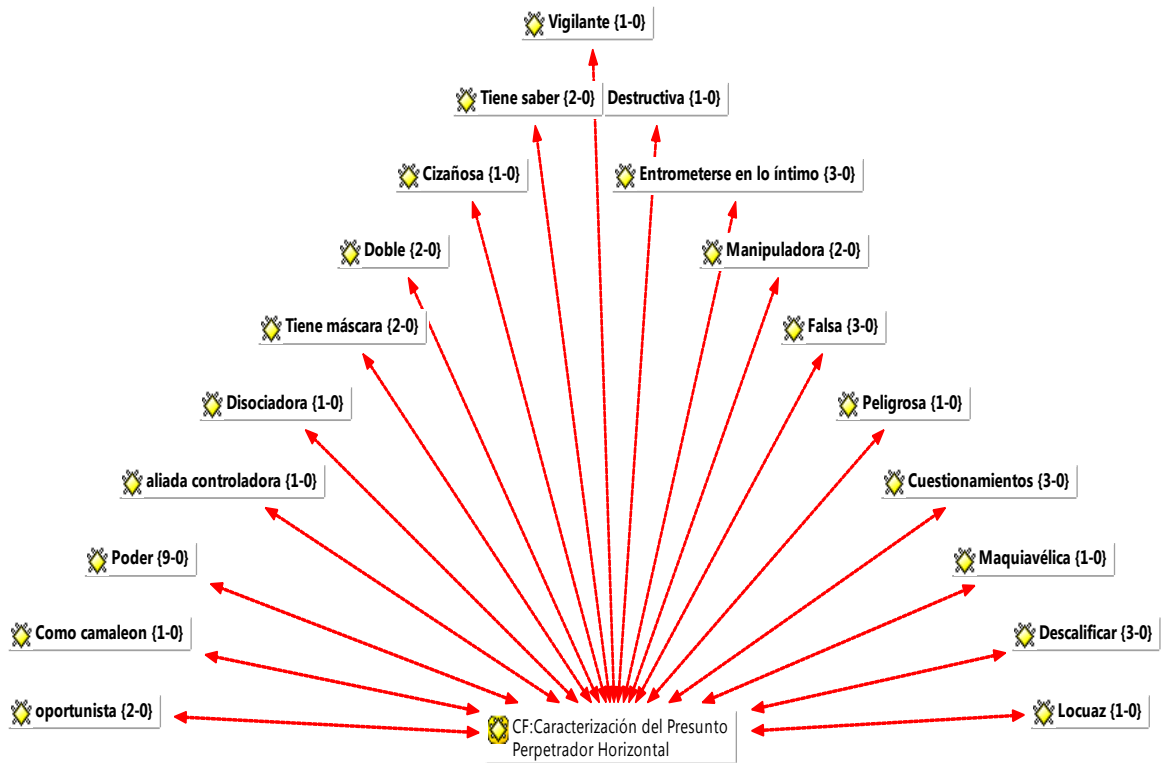 Vigilante {1-0}
Tiene saber {2-0}
Destructiva {1-0}
Cizañosa {1-0}
Entrometerse en lo íntimo {3-0}
Doble {2-0}
Manipuladora {2-0}
Tiene máscara {2-0}
Falsa {3-0}
Disociadora {1-0}
Peligrosa {1-0}
aliada controladora {1-0}
Cuestionamientos {3-0}
Poder {9-0}
Maquiavélica {1-0}
Como camaleon {1-0}
Descalificar {3-0}
oportunista {2-0}
Locuaz {1-0}
CF:Caracterización del Presunto
Perpetrador Horizontal